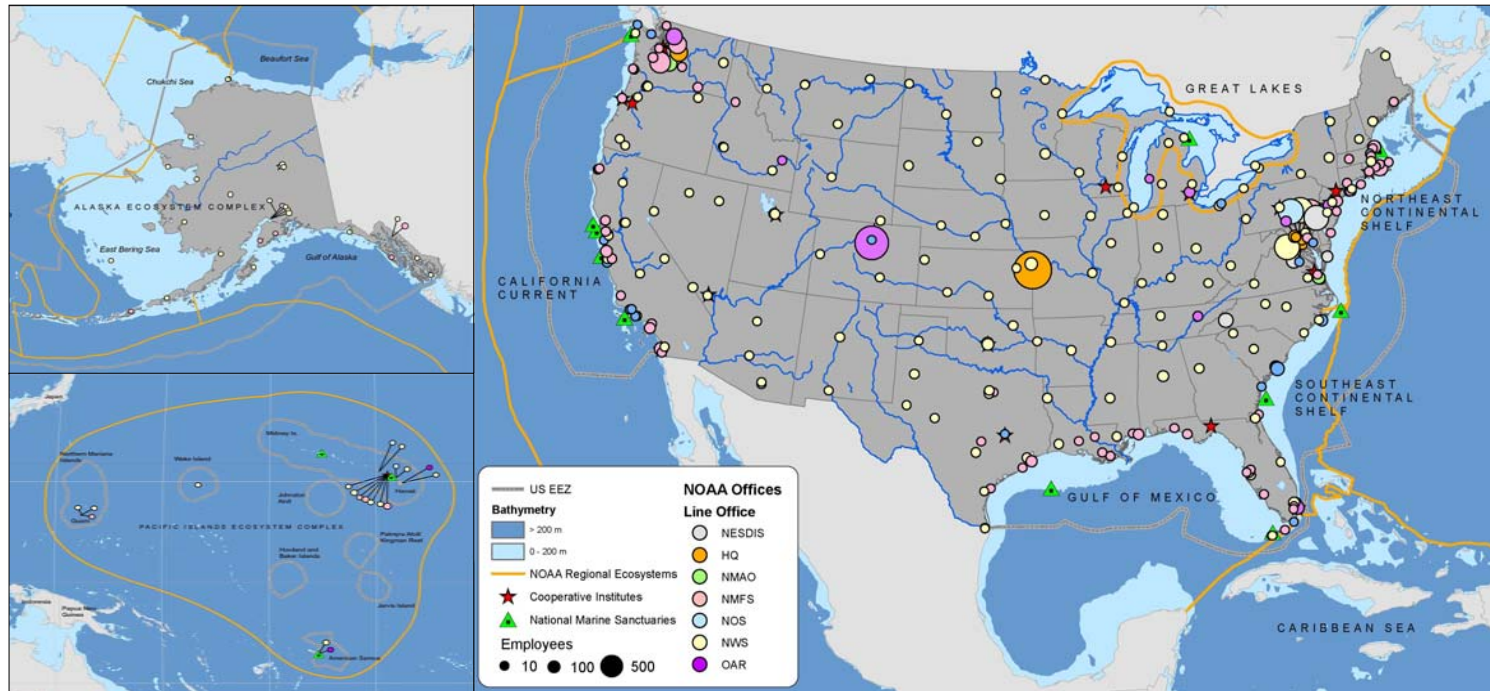 Beaufort Sea
Chukchi Sea
ALASKA ECOSYSTEM COMPLEX
East Bering Sea
Gulf of Alaska
Japan
Midway Is.
Northern Mariana
Islands
Wake Island
Johnston
Atoll
Hawaii
Guam
PACIFIC ISLANDS ECOSYSTEM COMPLEX
Palmyra Atoll/
Kingman Reef
Howland and
Baker Islands
Jarvis Island
Indonesia
Papua New
Guinea
American Samoa
GREAT LAKES
NORTHEAST
CONTINENTAL
SHELF
CALIFORNIA
CURRENT
SOUTHEAST
CONTINENTAL
SHELF
GULF OF MEXICO
CARIBBEAN SEA
US EEZ
Bathymetry
> 200 m
0 - 200 m
NOAA Regional Ecosystems
Cooperative Institutes
National Marine Sanctuaries
Employees
10 100 500
NOAA Offices
Line Office
NESDIS
HQ
NMAO
NMFS
NOS
NWS
OAR